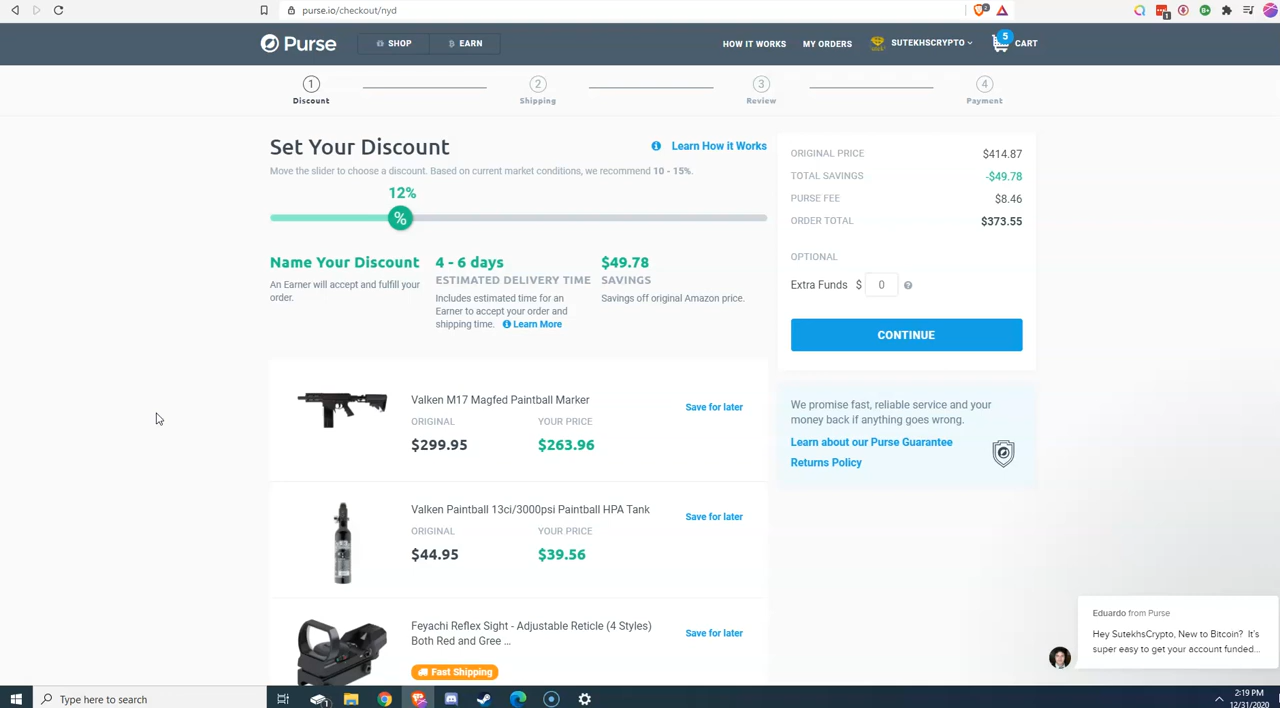 purse.io/checkout/nyd
2
1
Purse
SHOP
EARN
HOW IT WORKS
MY ORDERS
SUTEKHSCRYPTO
5
CART
1
2
3
4
Discount
Shipping
Review
Payment
Set Your Discount
Learn How it Works
Move the slider to choose a discount. Based on current market conditions, we recommend 10 - 15%.
12%
%
Name Your Discount
An Earner will accept and fulfill your
order.
4 - 6 days
ESTIMATED DELIVERY TIME
Includes estimated time for an
Earner to accept your order and
shipping time. Learn More
$49.78
SAVINGS
Savings off original Amazon price.
Valken M17 Magfed Paintball Marker
Save for later
ORIGINAL YOUR PRICE
$299.95 $263.96
Valken Paintball 13ci/3000psi Paintball HPA Tank
Save for later
ORIGINAL YOUR PRICE
$44.95 $39.56
Feyachi Reflex Sight - Adjustable Reticle (4 Styles)
Both Red and Gree ...
Save for later
Fast Shipping
ORIGINAL PRICE $414.87
TOTAL SAVINGS -$49.78
PURSE FEE $8.46
ORDER TOTAL $373.55
OPTIONAL
Extra Funds $ 0
CONTINUE
We promise fast, reliable service and your
money back if anything goes wrong.
Learn about our Purse Guarantee
Returns Policy
Eduardo from Purse
Hey SutekhsCrypto, New to Bitcoin? It's
super easy to get your account funded...
Type here to search
2:19 PM
12/31/2020